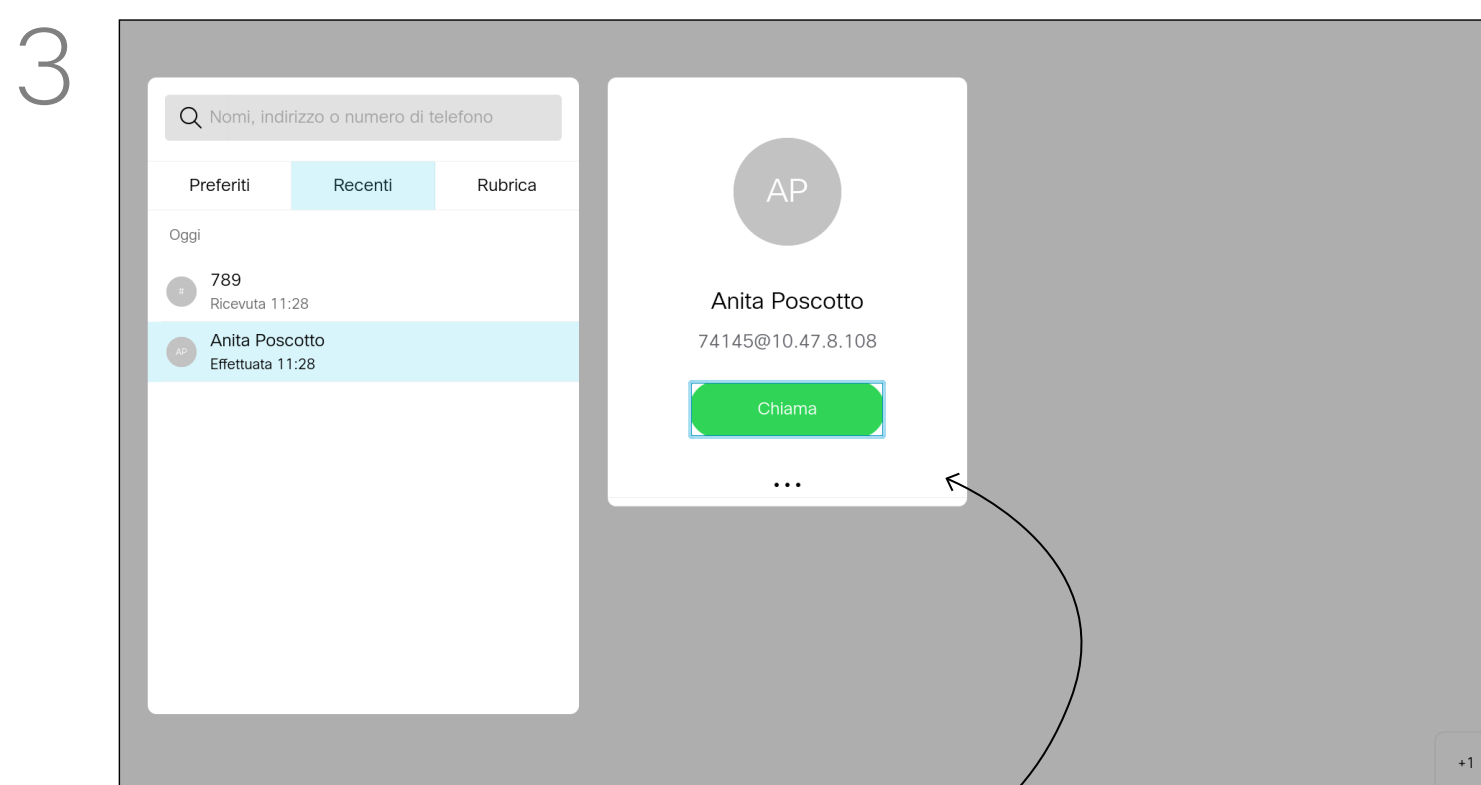 3
Nomi, indirizzo o numero di telefono
Preferiti Recenti Rubrica
Oggi
#
789
Ricevuta 11:28
AP
Anita Poscotto
Effettuata 11:28
AP
Anita Poscotto
74145@10.47.8.108
Chiama
...
+1